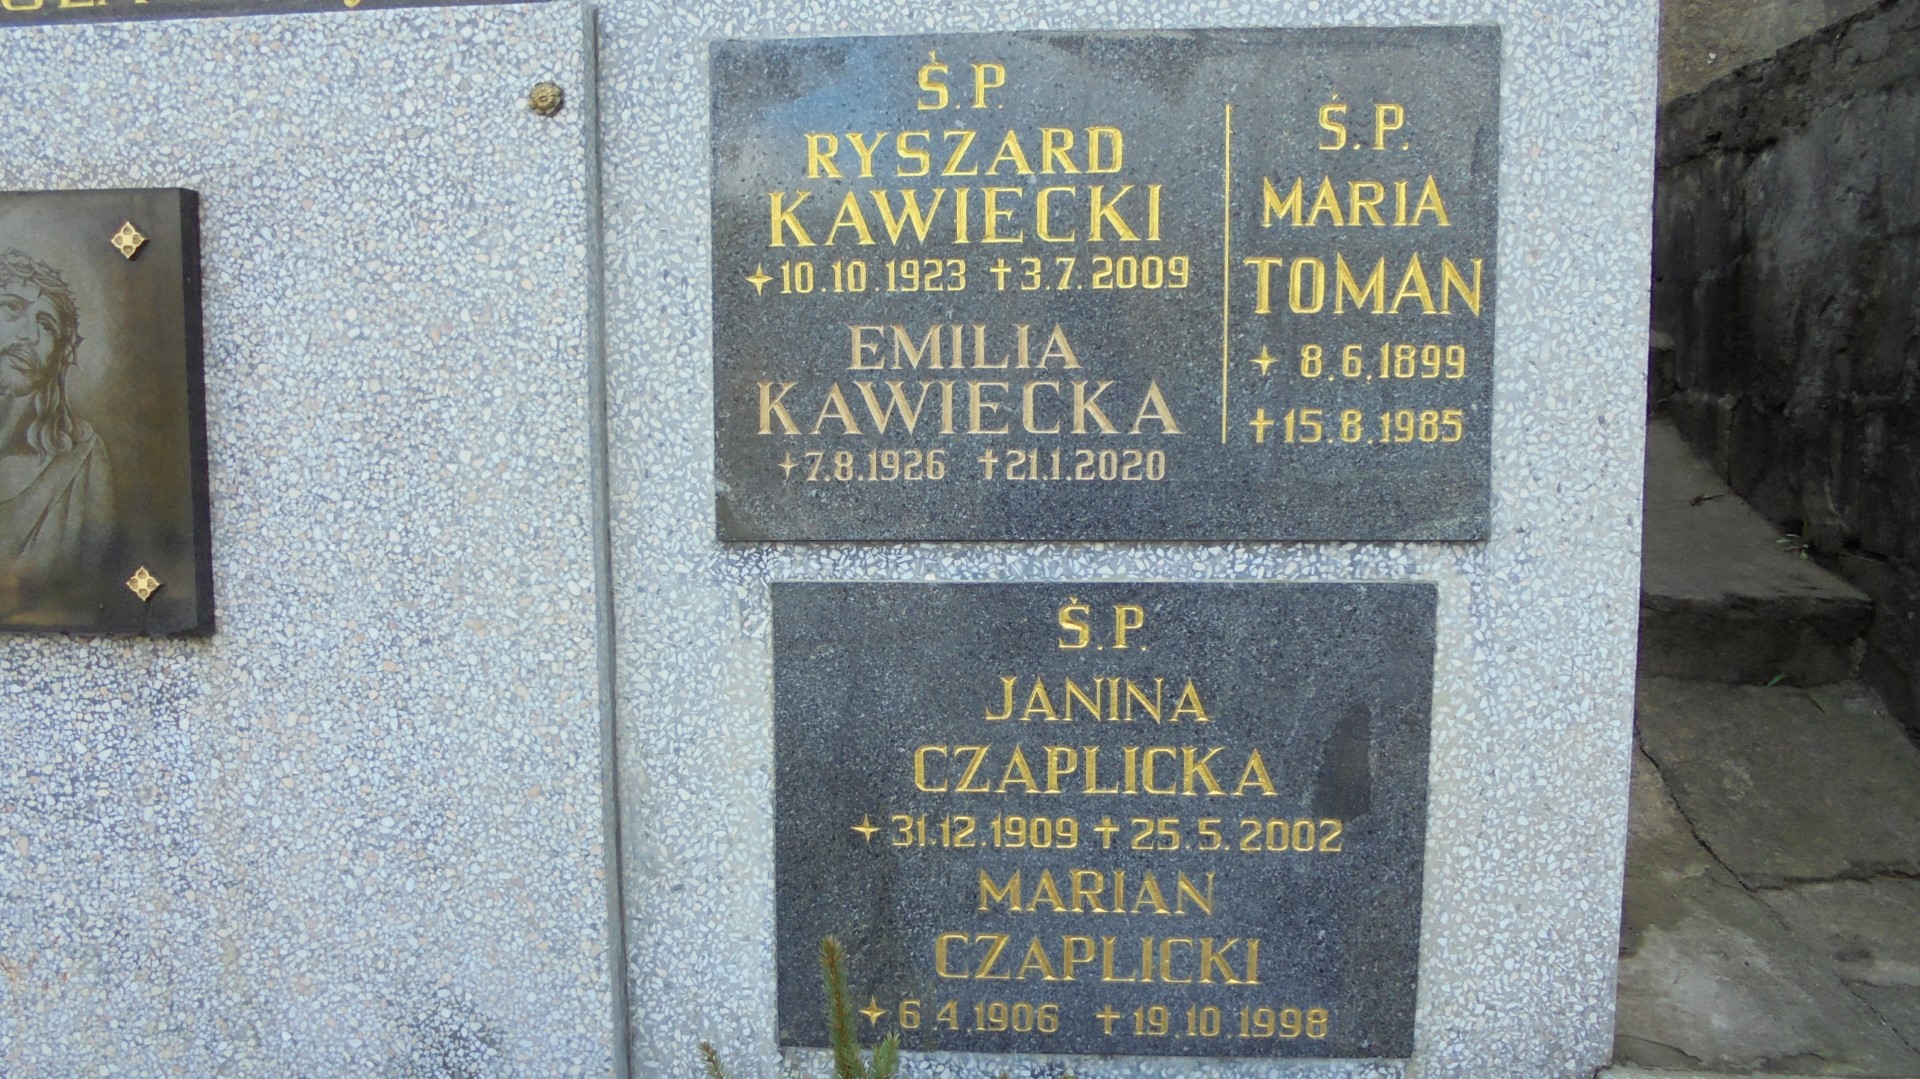 Ś.P.
RYSZARD
KAWIECKI
10.10.1923 ✝3.7.2009
EMILIA
KAWIECKA
7.8.1926 ✝21.1.2020
Ś.P.
MARIA
TOMAN
8.6.1899
✝15.8.1985
Ś.P.
JANINA
CZAPLICKA
31.12.1909 ✝25.5.2002
MARIAN
CZAPLICKI
6.4.1906 ✝19.10.1998